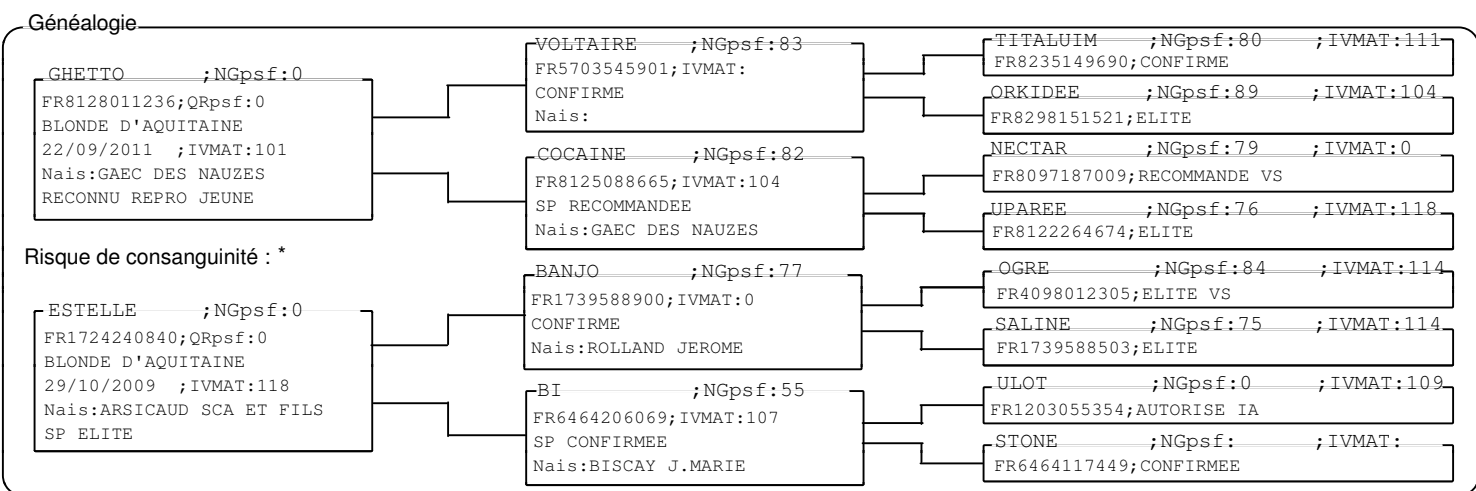 Généalogie
GHETTO ;NGpsf:0
FR8128011236;QRpsf:0
BLONDE D'AQUITAINE
22/09/2011 ;IVMAT:101
Nais:GAEC DES NAUZES
RECONNU REPRO JEUNE
Risque de consanguinité : *
ESTELLE ;NGpsf:0
FR1724240840;QRpsf:0
BLONDE D'AQUITAINE
29/10/2009 ;IVMAT:118
Nais:ARSICAUD SCA ET FILS
SP ELITE
VOLTAIRE ;NGpsf:83
FR5703545901;IVMAT:
CONFIRME
Nais:
COCAINE ;NGpsf:82
FR8125088665;IVMAT:104
SP RECOMMANDEE
Nais:GAEC DES NAUZES
BANJO ;NGpsf:77
FR1739588900;IVMAT:0
CONFIRME
Nais:ROLLAND JEROME
BI ;NGpsf:55
FR6464206069;IVMAT:107
SP CONFIRMEE
Nais:BISCAY J.MARIE
TITALUIM ;NGpsf:80 ;IVMAT:111
FR8235149690;CONFIRME
ORKIDEE ;NGpsf:89 ;IVMAT:104
FR8298151521;ELITE
NECTAR ;NGpsf:79 ;IVMAT:0
FR8097187009;RECOMMANDE VS
UPAREE ;NGpsf:76 ;IVMAT:118
FR8122264674;ELITE
OGRE ;NGpsf:84 ;IVMAT:114
FR4098012305;ELITE VS
SALINE ;NGpsf:75 ;IVMAT:114
FR1739588503;ELITE
ULOT ;NGpsf:0 ;IVMAT:109
FR1203055354;AUTORISE IA
STONE ;NGpsf: ;IVMAT:
FR6464117449;CONFIRMEE